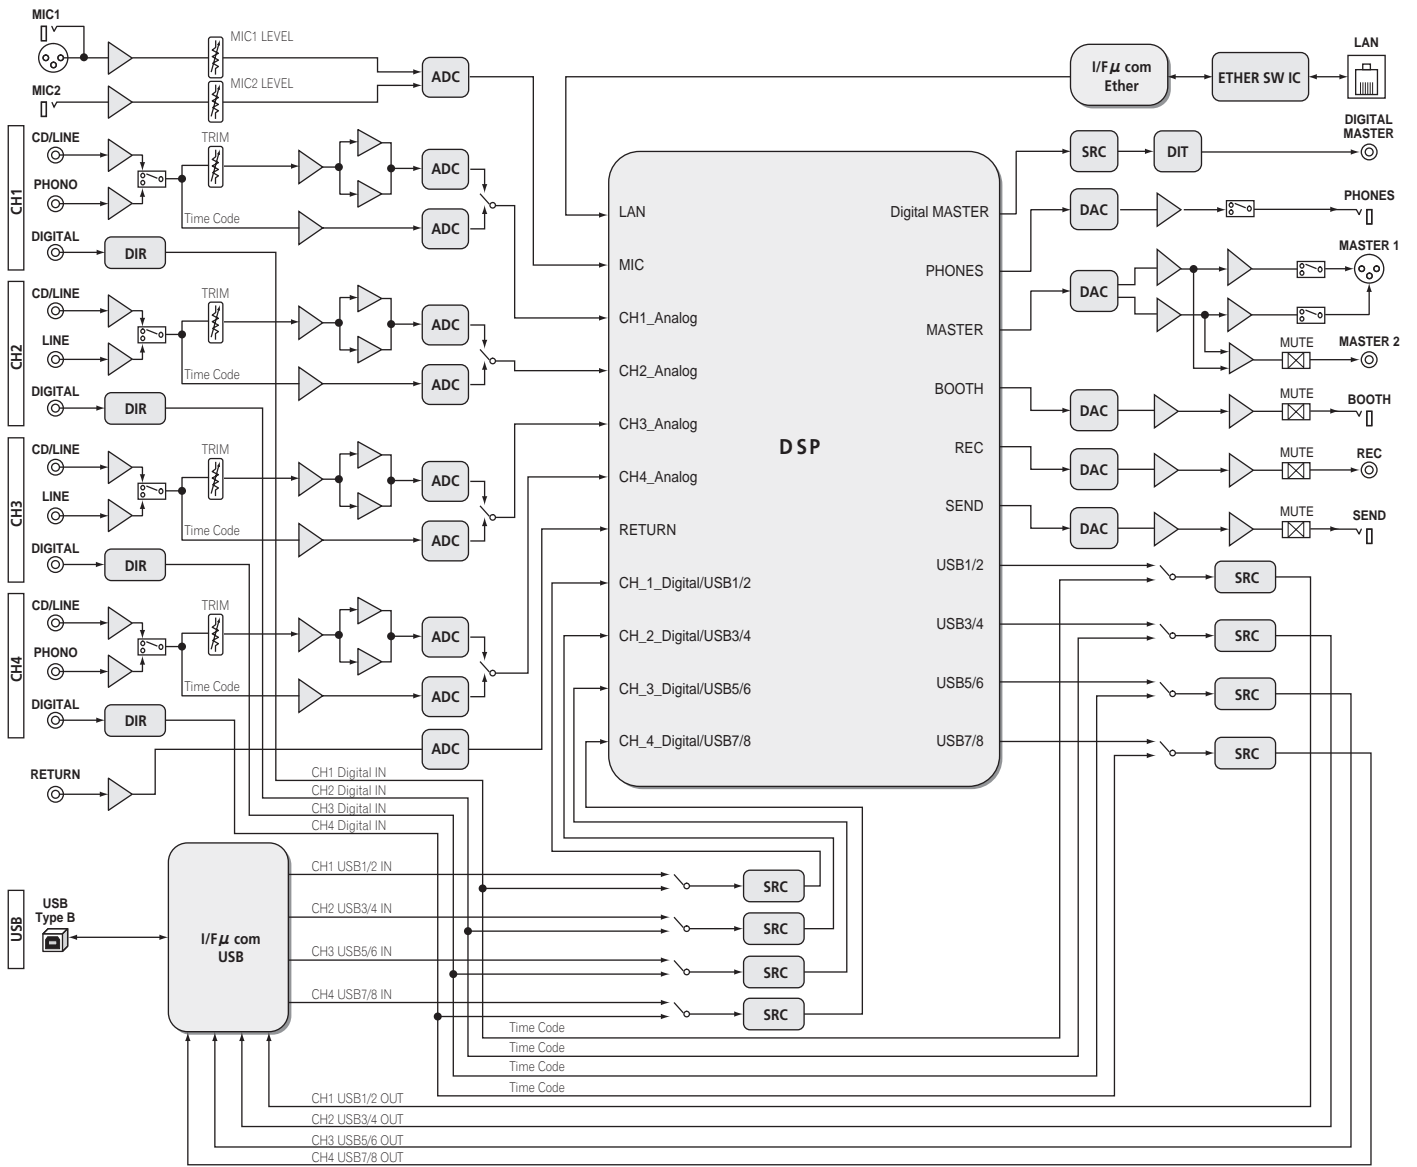 MIC1
MIC1 LEVEL
ADC
MIC2
MIC2 LEVEL
CH1
CD/LINE
TRIM
ADC
PHONO
Time Code
ADC
DIGITAL
DIR
CH2
CD/LINE
TRIM
ADC
LINE
Time Code
ADC
DIGITAL
DIR
CH3
CD/LINE
TRIM
ADC
LINE
Time Code
ADC
DIGITAL
DIR
CH4
CD/LINE
TRIM
ADC
PHONO
Time Code
ADC
DIGITAL
DIR
ADC
RETURN
CH1 Digital IN
CH2 Digital IN
CH3 Digital IN
CH4 Digital IN
DSP
LAN
MIC
CH1_Analog
CH2_Analog
CH3_Analog
CH4_Analog
RETURN
CH_1_Digital/USB1/2
CH_2_Digital/USB3/4
CH_3_Digital/USB5/6
CH_4_Digital/USB7/8
Digital MASTER
PHONES
MASTER
BOOTH
REC
SEND
USB1/2
USB3/4
USB5/6
USB7/8
I/Fμ com
Ether
ETHER SW IC
LAN
SRC
DIT
DIGITAL
MASTER
DAC
PHONES
DAC
MASTER 1
MUTE
MASTER 2
DAC
MUTE
BOOTH
DAC
MUTE
REC
DAC
MUTE
SEND
SRC
SRC
SRC
SRC
USB
USB
Type B
I/Fμ com
USB
CH1 USB1/2 IN
SRC
CH2 USB3/4 IN
SRC
CH3 USB5/6 IN
SRC
CH4 USB7/8 IN
SRC
Time Code
Time Code
Time Code
Time Code
CH1 USB1/2 OUT
CH2 USB3/4 OUT
CH3 USB5/6 OUT
CH4 USB7/8 OUT